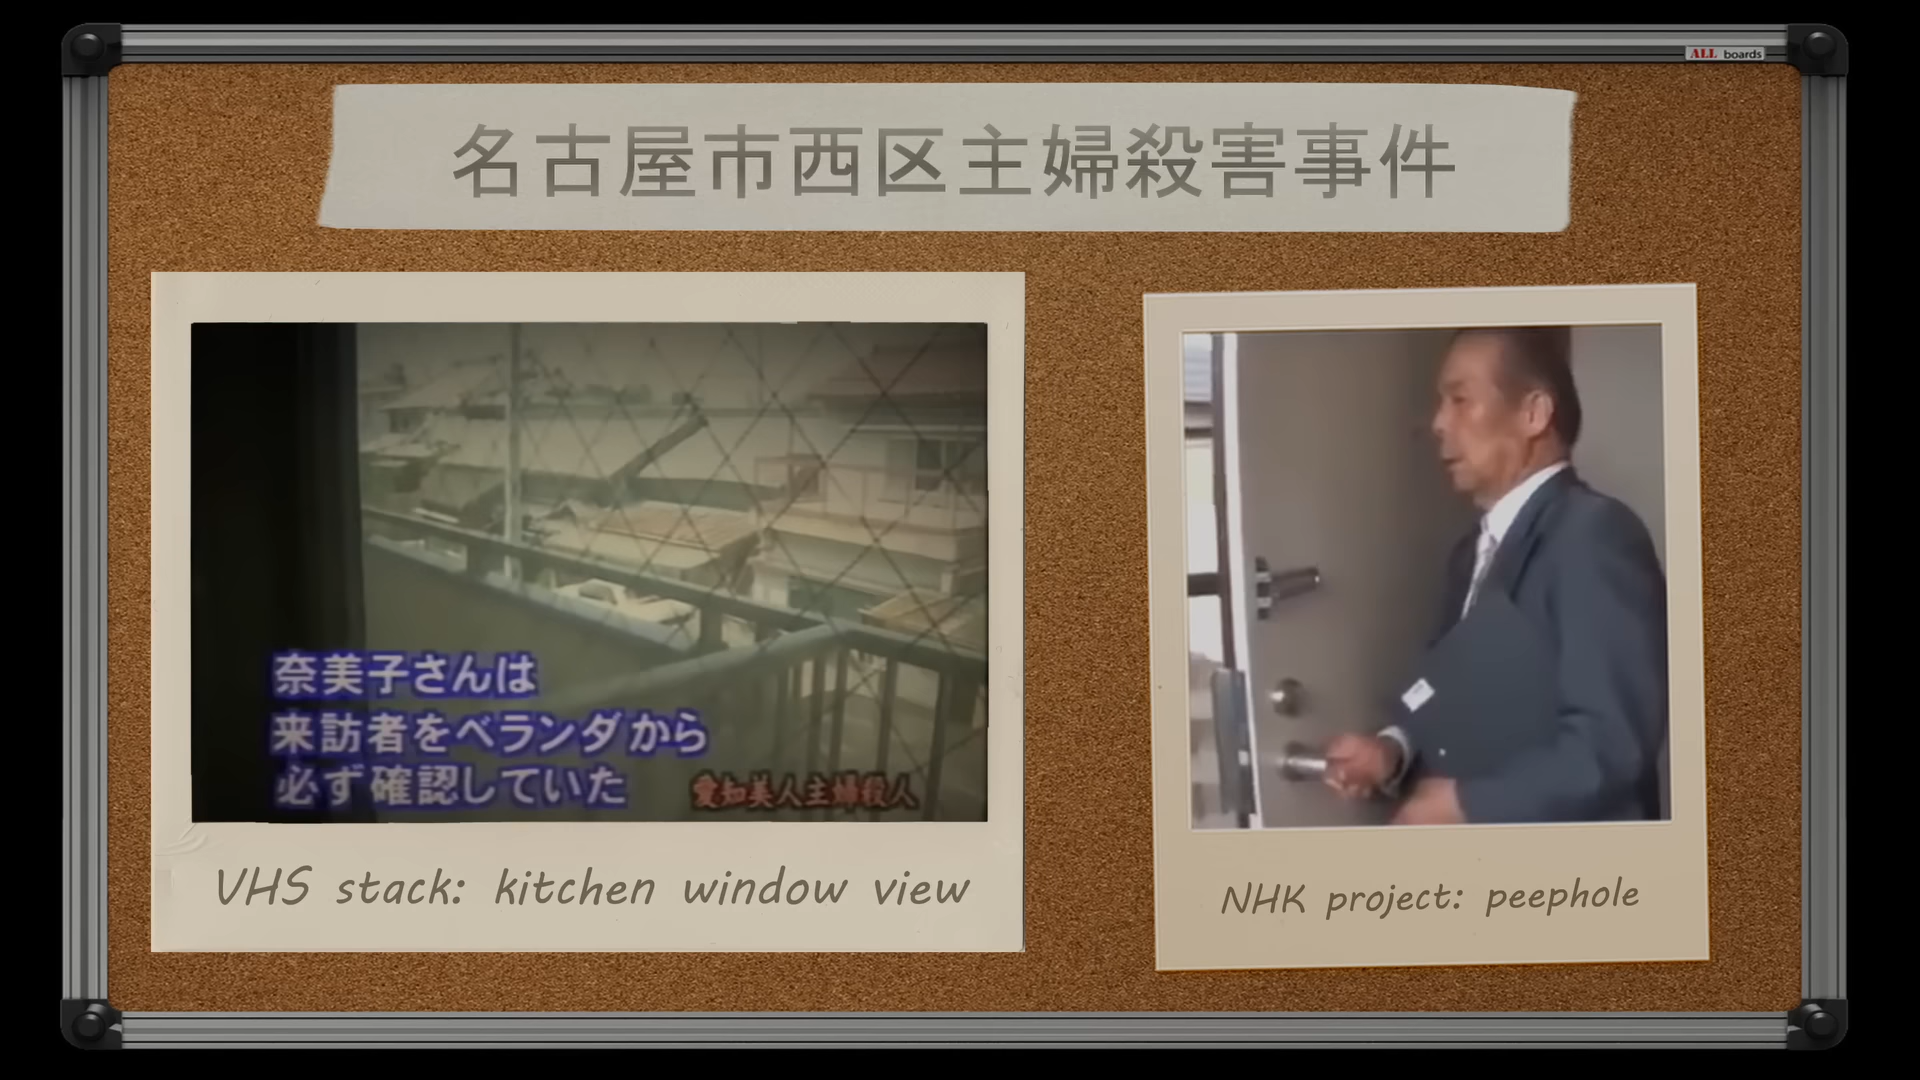 ALL boards
名古屋市西区主婦殺害事件
奈美子さんは
来訪者をベランダから
必ず確認していた
愛知美人主婦殺人
VHS stack: kitchen window view
NHK project: peephole